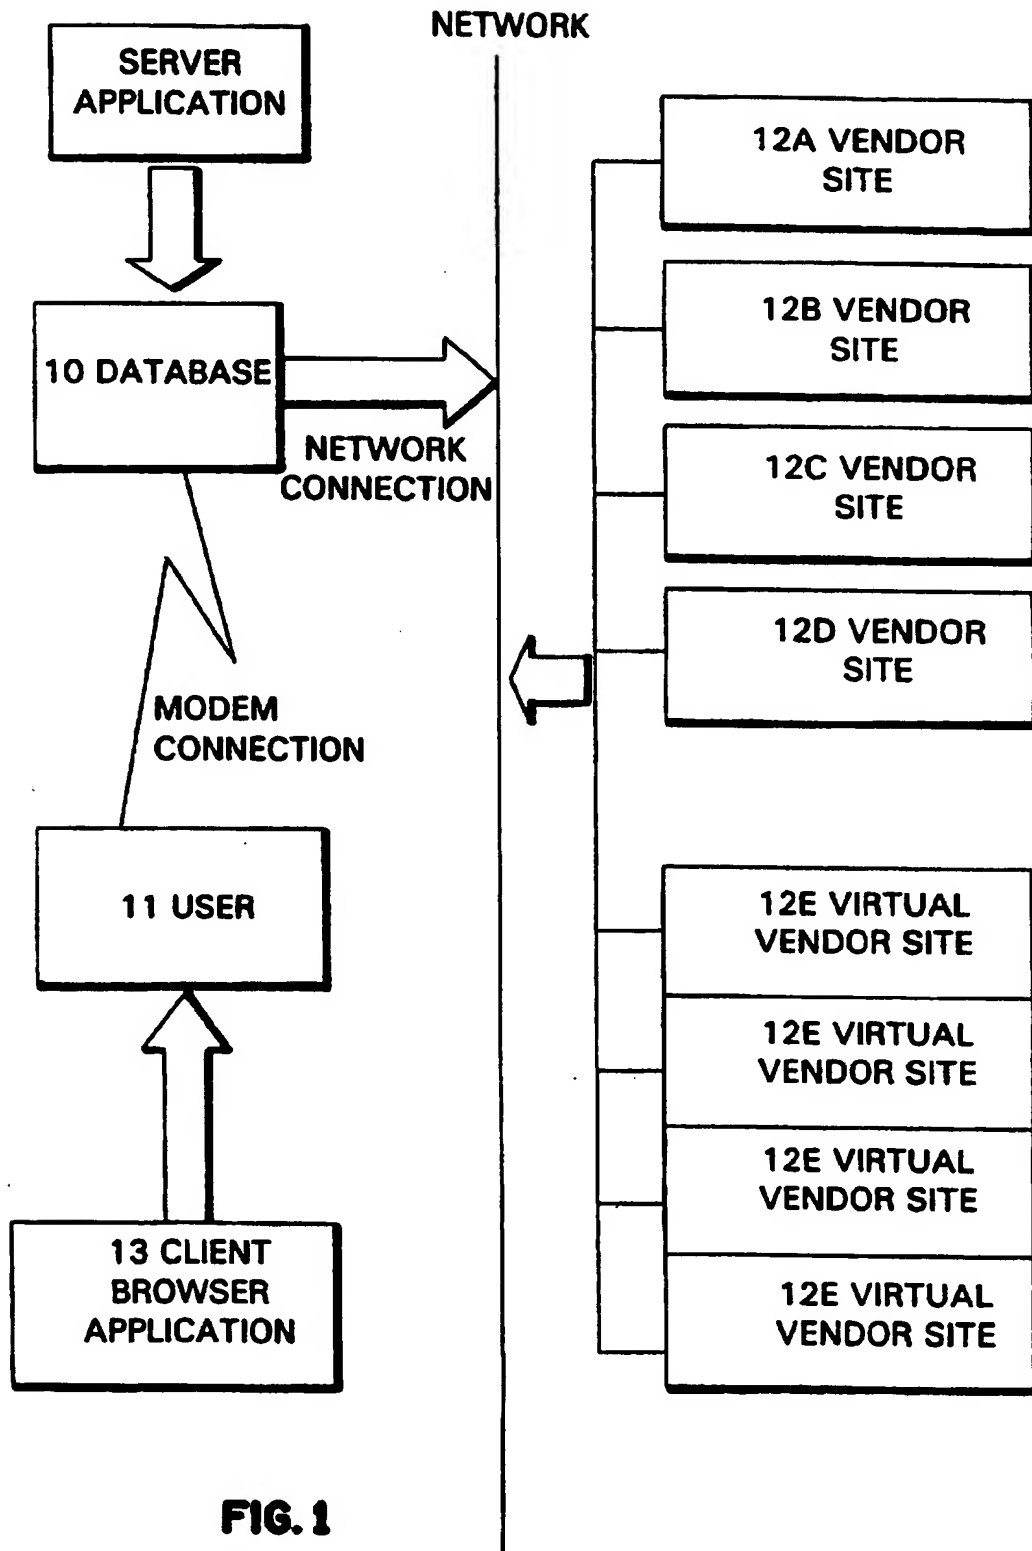 NETWORK
SERVER
APPLICATION
10 DATABASE
NETWORK
CONNECTION
MODEM
CONNECTION
11 USER
13 CLIENT
BROWSER
APPLICATION
12A VENDOR
SITE
12B VENDOR
SITE
12C VENDOR
SITE
12D VENDOR
SITE
12E VIRTUAL
VENDOR SITE
12E VIRTUAL
VENDOR SITE
12E VIRTUAL
VENDOR SITE
12E VIRTUAL
VENDOR SITE
FIG. 1